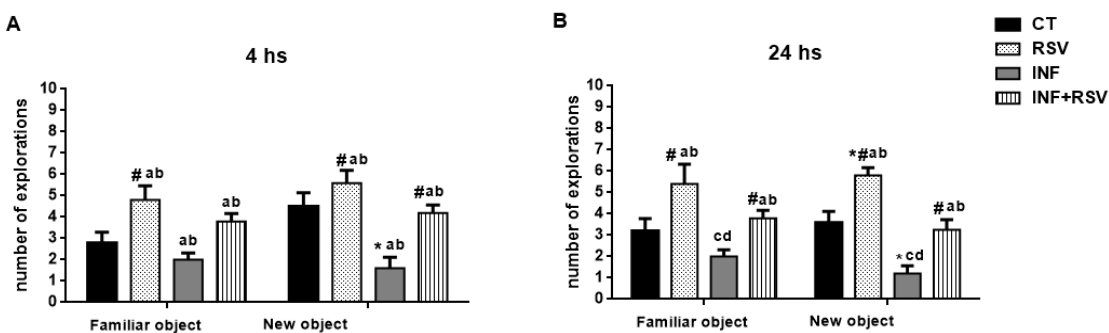 A
4 hs
number of explorations
10
9
8
7
6
5
4
3
2
1
0
#ab
ab
ab
#ab
*ab
#ab
Familiar object
New object
B
24 hs
number of explorations
10
9
8
7
6
5
4
3
2
1
0
#ab
cd
#ab
*#ab
*cd
#ab
Familiar object
New object
CT
RSV
INF
INF+RSV